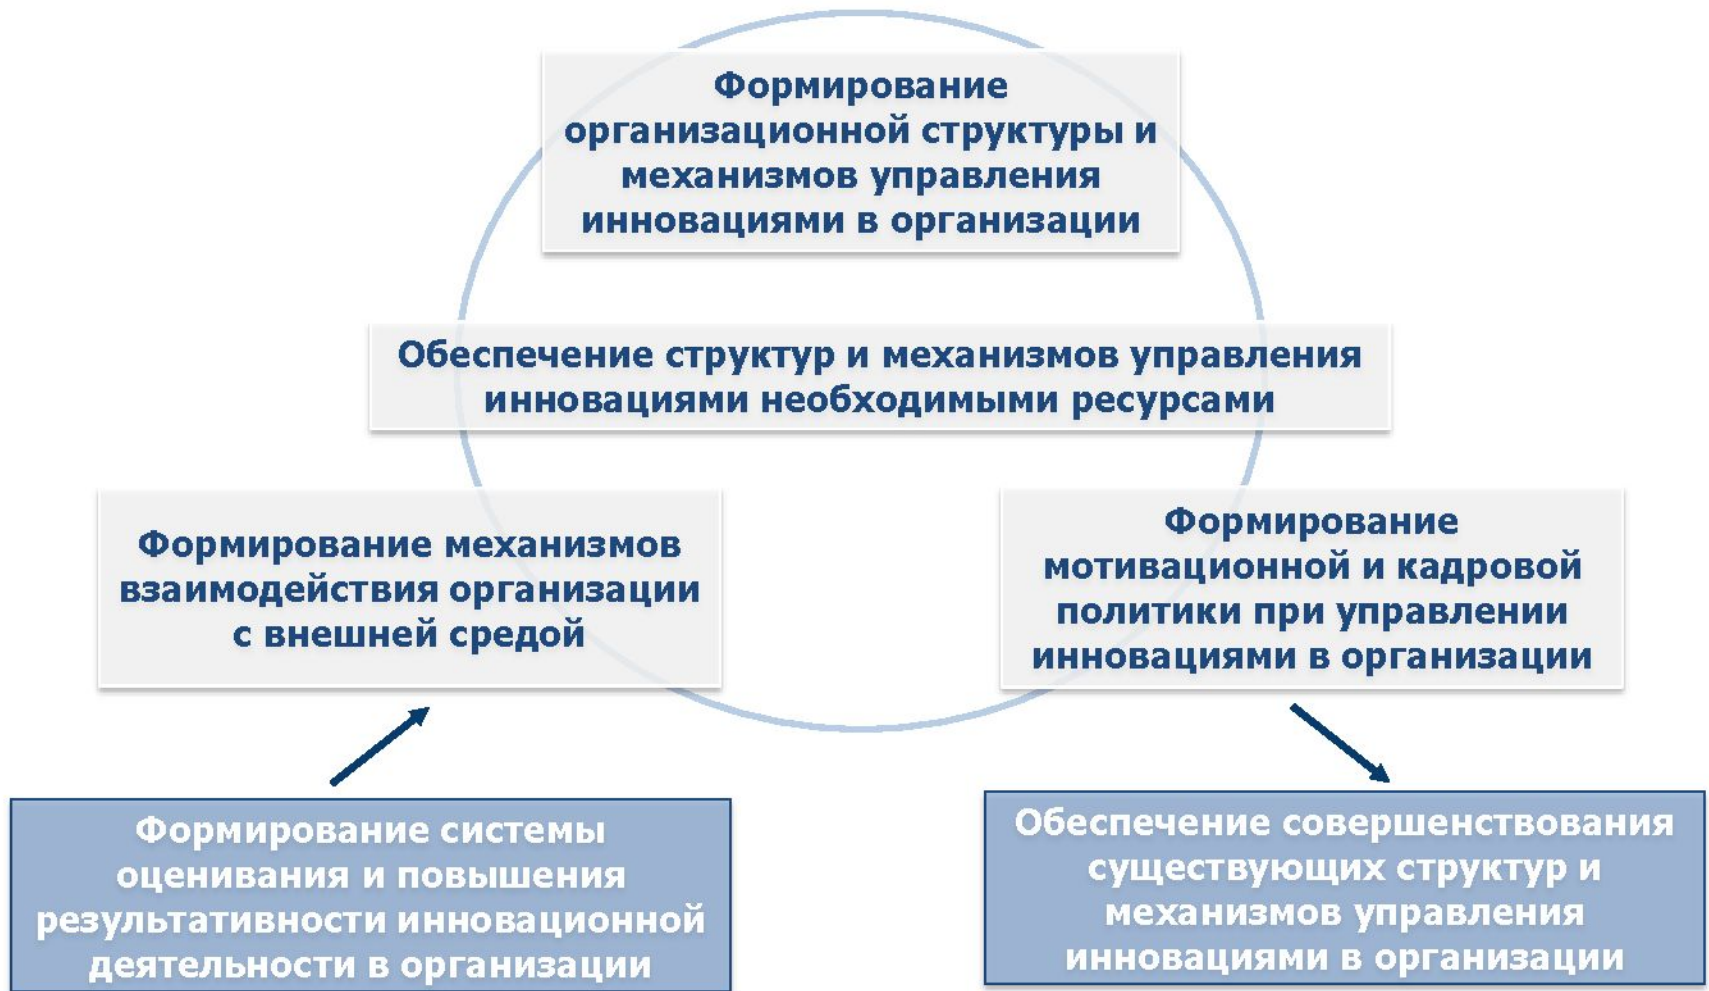 Формирование
организационной структуры и
механизмов управления
инновациями в организации
Обеспечение структур и механизмов управления
инновациями необходимыми ресурсами
Формирование механизмов
взаимодействия организации
с внешней средой
Формирование
мотивационной и кадровой
политики при управлении
инновациями в организации
Формирование системы
оценивания и повышения
результативности инновационной
деятельности в организации
Обеспечение совершенствования
существующих структур и
механизмов управления
инновациями в организации